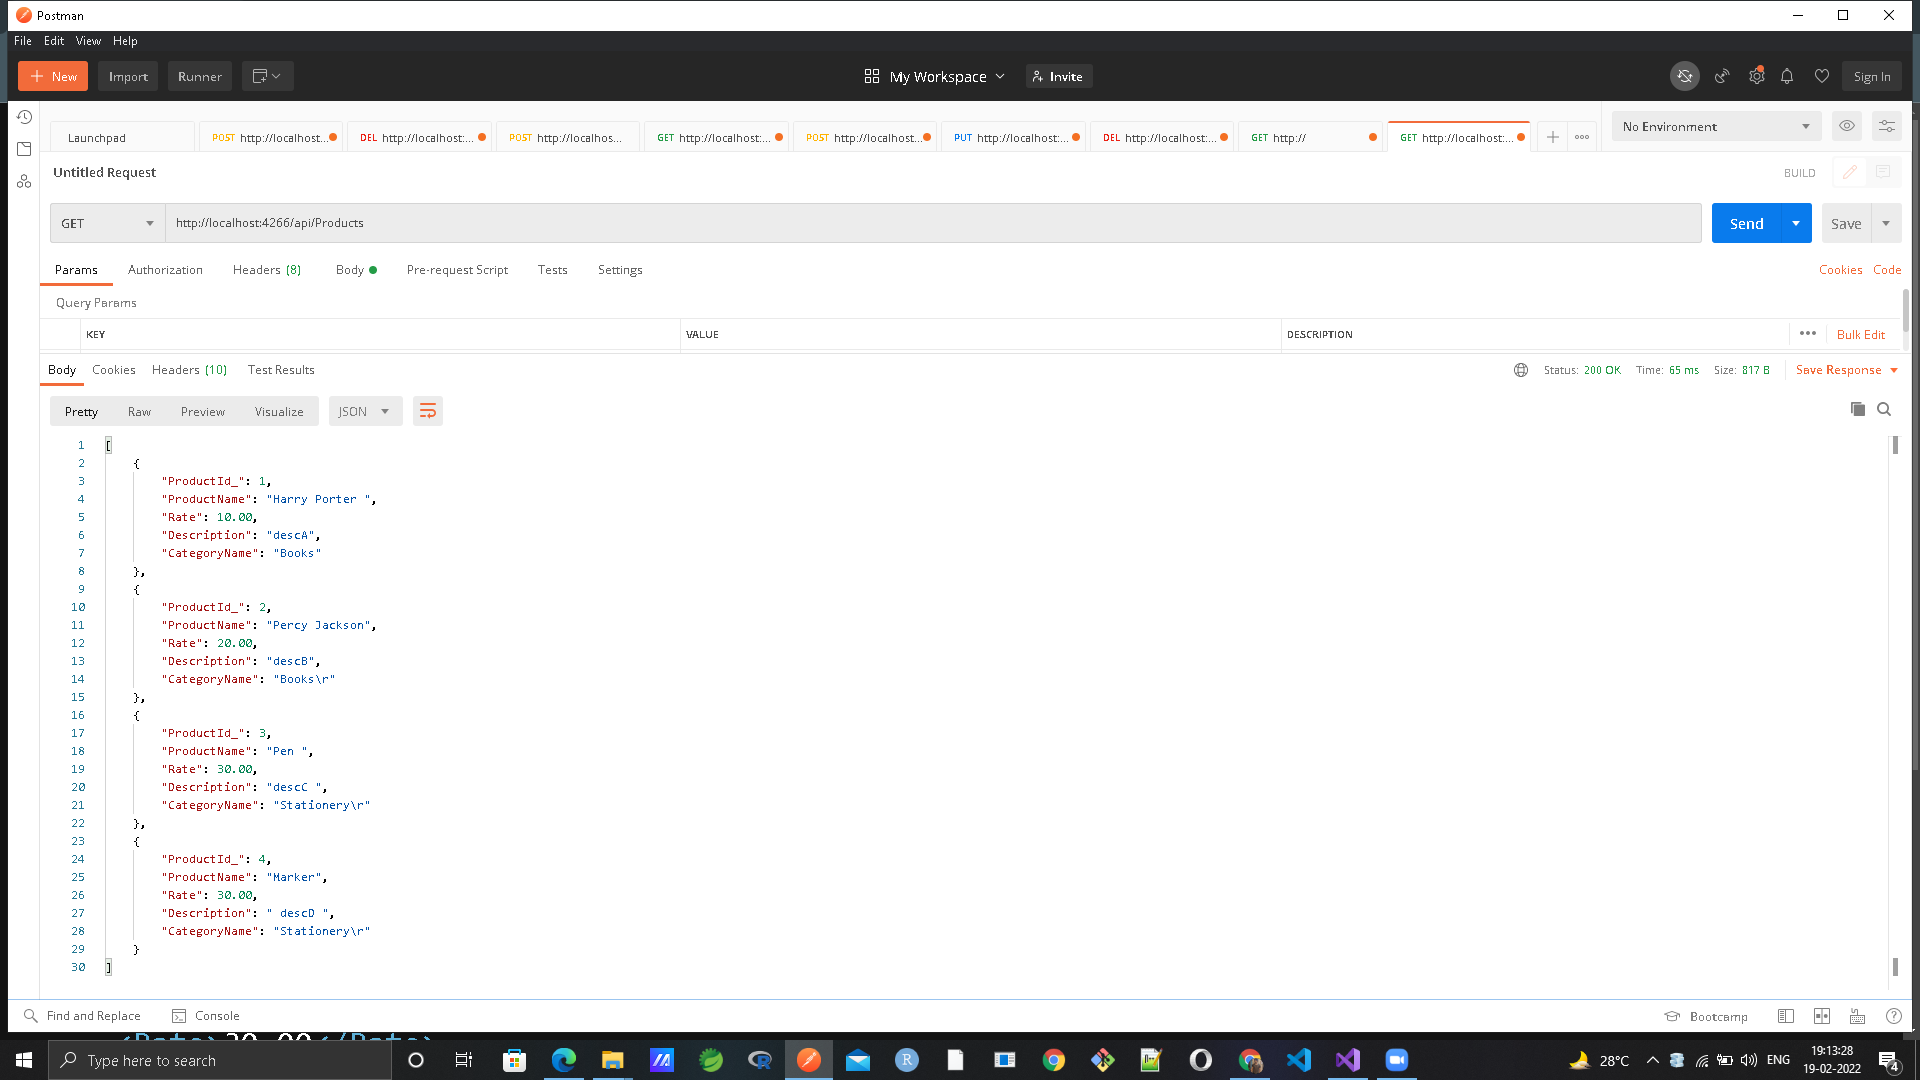 Postman
File Edit View Help
New Import Runner My Workspace Invite Sign In
Launchpad POST http://localhost... DEL http://localhost:... POST http://localhos... GET http://localhost:... POST http://localhost... PUT http://localhost:... DEL http://localhost:... GET http:// GET http://localhost:... No Environment
Untitled Request BUILD
GET http://localhost:4266/api/Products Send Save
Params Authorization Headers (8) Body Pre-request Script Tests Settings Cookies Code
Query Params
KEY VALUE DESCRIPTION Bulk Edit
Body Cookies Headers (10) Test Results Status: 200 OK Time: 65 ms Size: 817 B Save Response
Pretty Raw Preview Visualize JSON
1 [
2 {
3 "ProductId_": 1,
4 "ProductName": "Harry Porter ",
5 "Rate": 10.00,
6 "Description": "descA",
7 "CategoryName": "Books"
8 },
9 {
10 "ProductId_": 2,
11 "ProductName": "Percy Jackson",
12 "Rate": 20.00,
13 "Description": "descB",
14 "CategoryName": "Books\r"
15 },
16 {
17 "ProductId_": 3,
18 "ProductName": "Pen ",
19 "Rate": 30.00,
20 "Description": "descC ",
21 "CategoryName": "Stationery\r"
22 },
23 {
24 "ProductId_": 4,
25 "ProductName": "Marker",
26 "Rate": 30.00,
27 "Description": " descD ",
28 "CategoryName": "Stationery\r"
29 }
30 ]
Find and Replace Console Bootcamp
<Rate>30.00</Rate>
Type here to search 28°C ENG 19:13:28
19-02-2022 4